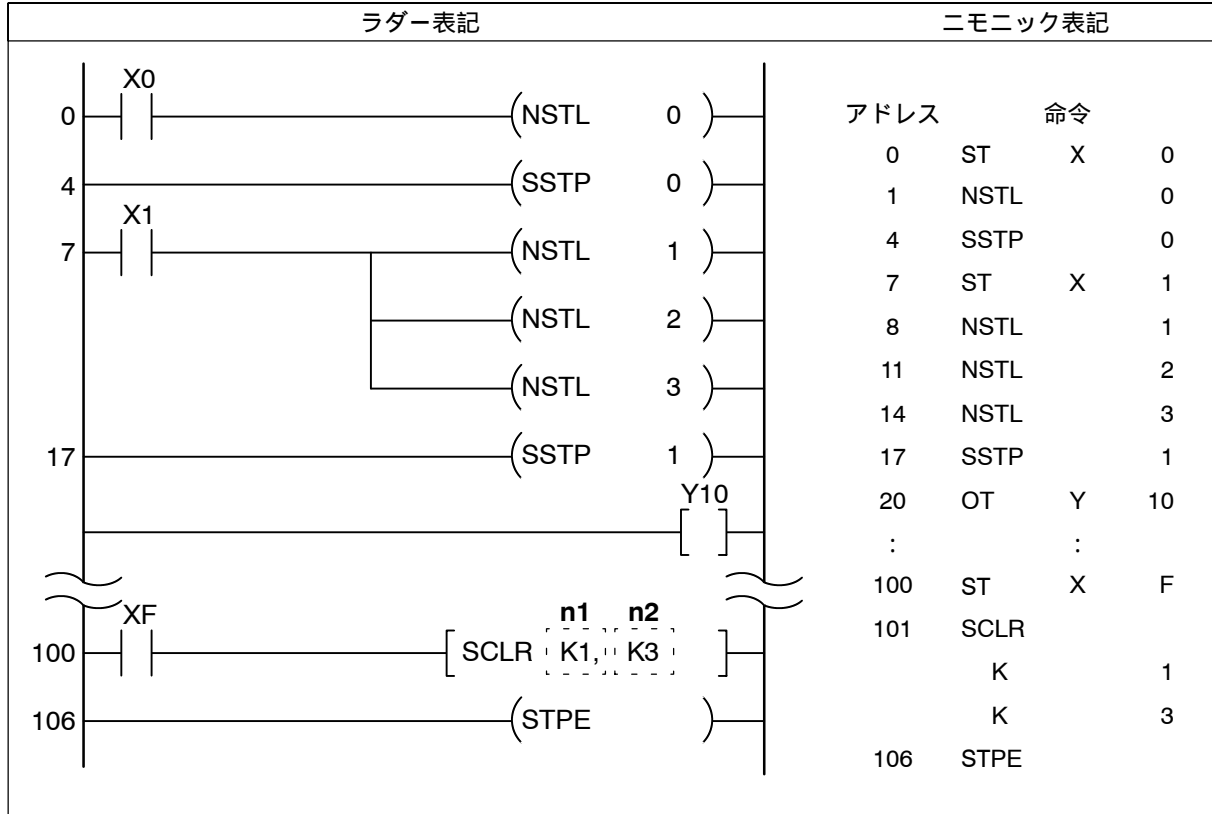 ラダー表記
ニモニック表記
X0
0 (NSTL 0)
4 (SSTP 0)
X1
7 (NSTL 1)
(NSTL 2)
(NSTL 3)
17 (SSTP 1)
Y10
XF
n1 n2
100 [SCLR K1, K3]
106 (STPE)
アドレス 命令
0 ST X 0
1 NSTL 0
4 SSTP 0
7 ST X 1
8 NSTL 1
11 NSTL 2
14 NSTL 3
17 SSTP 1
20 OT Y 10
: :
100 ST X F
101 SCLR
K 1
K 3
106 STPE